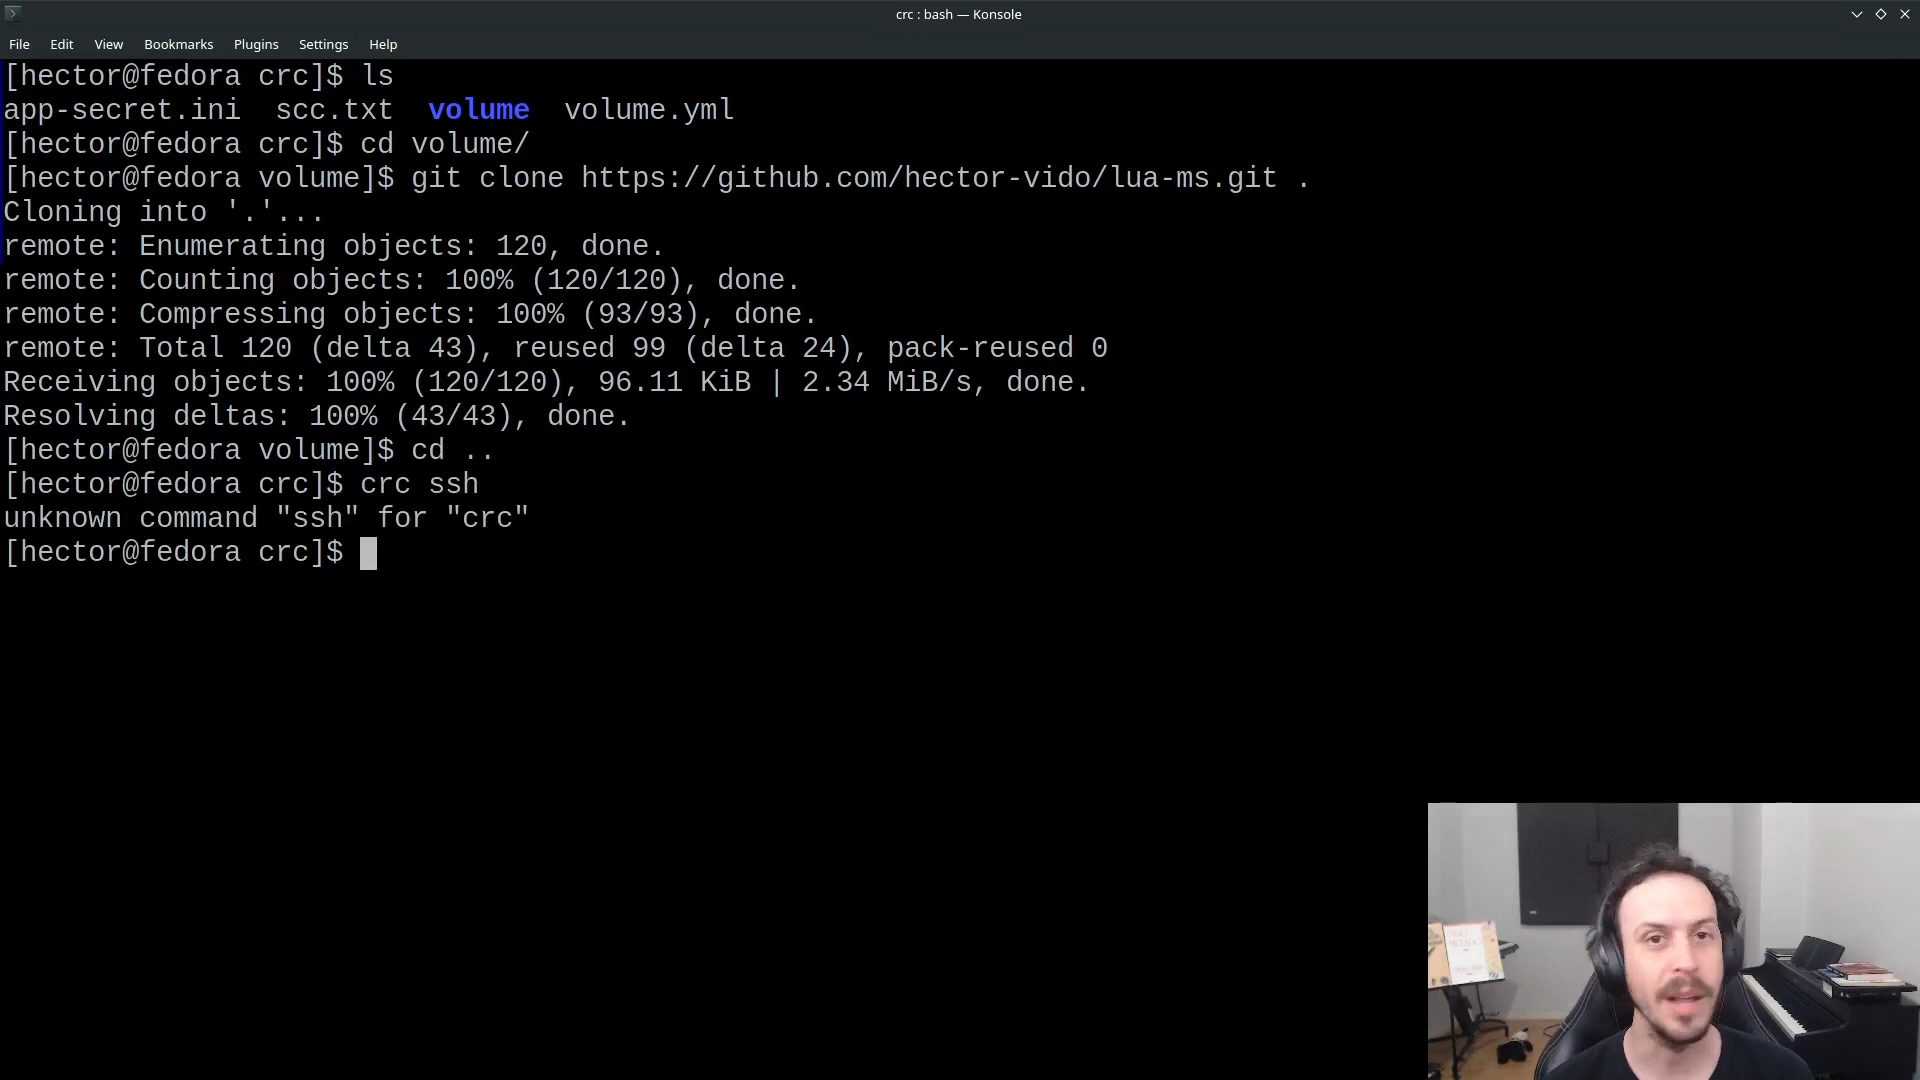 crc : bash — Konsole
File Edit View Bookmarks Plugins Settings Help
[hector@fedora crc]$ ls
app-secret.ini  scc.txt  volume  volume.yml
[hector@fedora crc]$ cd volume/
[hector@fedora volume]$ git clone https://github.com/hector-vido/lua-ms.git .
Cloning into '.'...
remote: Enumerating objects: 120, done.
remote: Counting objects: 100% (120/120), done.
remote: Compressing objects: 100% (93/93), done.
remote: Total 120 (delta 43), reused 99 (delta 24), pack-reused 0
Receiving objects: 100% (120/120), 96.11 KiB | 2.34 MiB/s, done.
Resolving deltas: 100% (43/43), done.
[hector@fedora volume]$ cd ..
[hector@fedora crc]$ crc ssh
unknown command "ssh" for "crc"
[hector@fedora crc]$